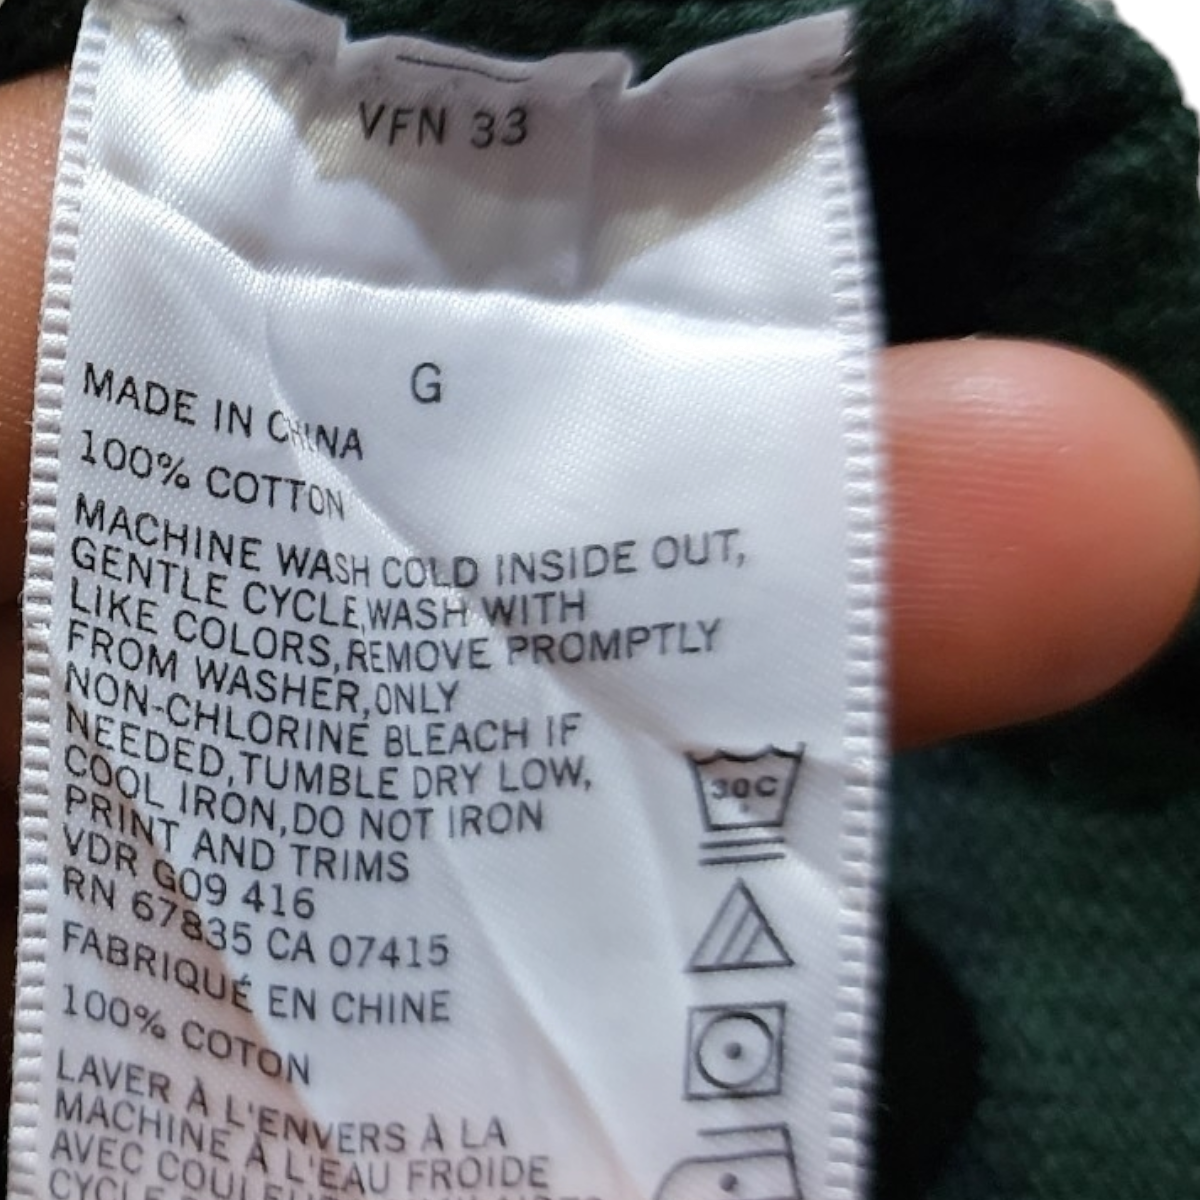 VFN 33
G
MADE IN CHINA
100% COTTON
MACHINE WASH COLD INSIDE OUT,
GENTLE CYCLE,WASH WITH
LIKE COLORS,REMOVE PROMPTLY
FROM WASHER,ONLY
NON-CHLORINE BLEACH IF
NEEDED,TUMBLE DRY LOW,
COOL IRON,DO NOT IRON
PRINT AND TRIMS
VDR G09 416
RN 67835 CA 07415
30C
FABRIQUÉ EN CHINE
100% COTON
LAVER À L'ENVERS À LA
MACHINE À L'EAU FROIDE
AVEC